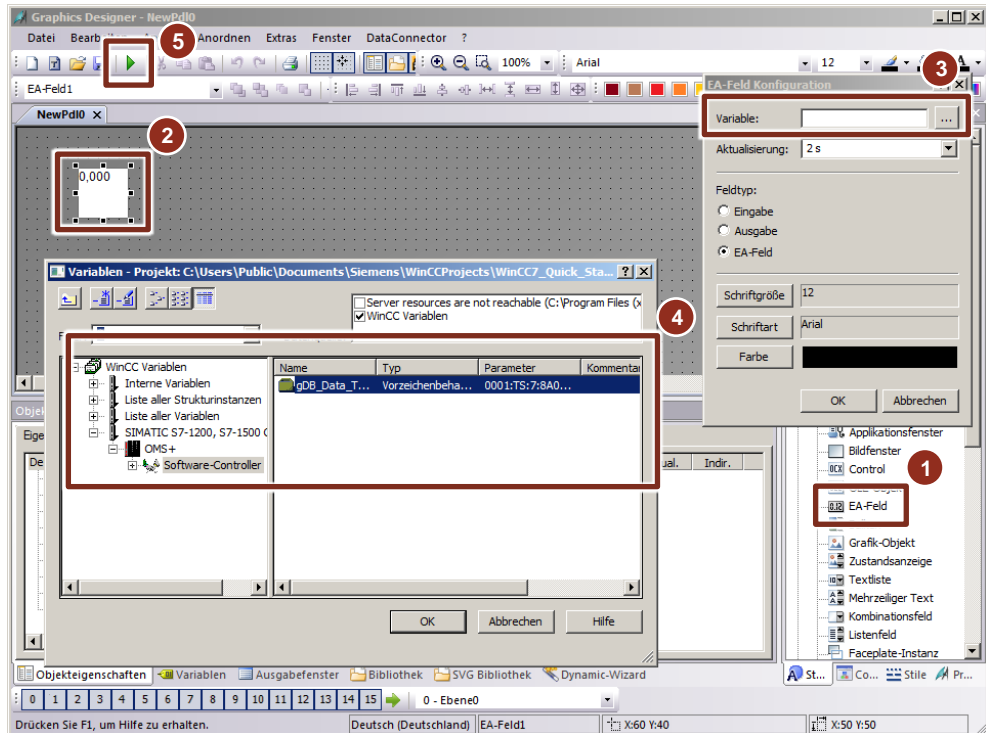 Graphics Designer - NewPdl0
Datei Anordnen Extras Fenster DataConnector ?
5
100% Arial 12
EA-Feld1
3
EA-Feld Konfiguration
NewPdl0 X
Variable: ...
2
Aktualisierung: 2 s
0,000
Feldtyp:
Eingabe
Ausgabe
EA-Feld
Schriftgröße 12
Schriftart Arial
Farbe
OK Abbrechen
Variablen - Projekt: C:\Users\Public\Documents\Siemens\WinCCProjects\WinCC7_Quick_Sta... ? X
Server resources are not reachable (C:\Program Files (x
WinCC Variablen
4
WinCC Variablen
Interne Variablen
Liste aller Strukturinstanzen
Liste aller Variablen
SIMATIC S7-1200, S7-1500 C
OMS+
Software-Controller
Name Typ Parameter Kommentar
gDB_Data_T... Vorzeichenbeha... 0001:TS:7:8A0...
OK Abbrechen Hilfe
Obje
Eige
De
ual. Indir.
Applikationsfenster
Bildfenster
Control
1
EA-Feld
Grafik-Objekt
Zustandsanzeige
Textliste
Mehrzeiliger Text
Kombinationsfeld
Listenfeld
Faceplate-Instanz
Objekteigenschaften Variablen Ausgabefenster Bibliothek SVG Bibliothek Dynamic-Wizard
St... Co... Stile Pr...
0 1 2 3 4 5 6 7 8 9 10 11 12 13 14 15 0 - Ebene0
Drücken Sie F1, um Hilfe zu erhalten. Deutsch (Deutschland) EA-Feld1 X:60 Y:40 X:50 Y:50